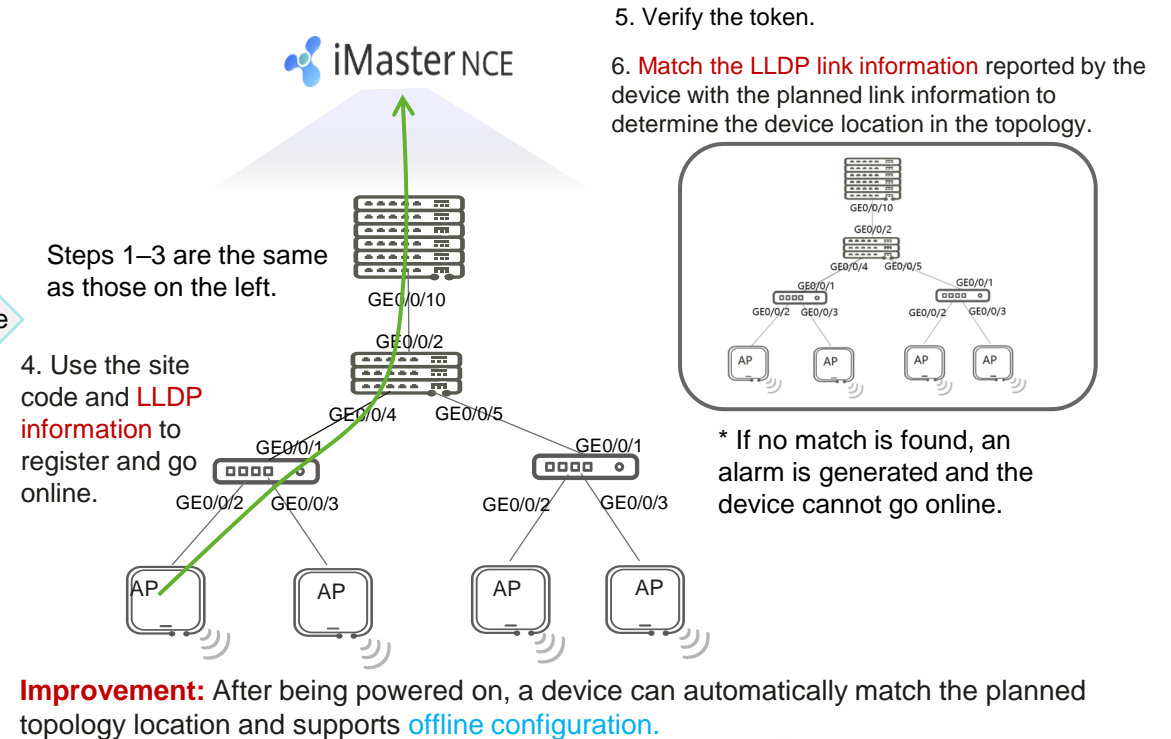 5. Verify the token.
iMaster NCE
6. Match the LLDP link information reported by the
device with the planned link information to
determine the device location in the topology.
GE0/0/10
GE0/0/2
GE0/0/4 GE0/0/5
GE0/0/1 GE0/0/1
GE0/0/2 GE0/0/3 GE0/0/2 GE0/0/3
AP AP AP AP
Steps 1–3 are the same
as those on the left.
e
4. Use the site
code and LLDP
information to
register and go
online.
GE0/0/10
GE0/0/2
GE0/0/4 GE0/0/5
GE0/0/1 GE0/0/1
GE0/0/2 GE0/0/3 GE0/0/2 GE0/0/3
AP AP AP AP
* If no match is found, an
alarm is generated and the
device cannot go online.
Improvement: After being powered on, a device can automatically match the planned
topology location and supports offline configuration.